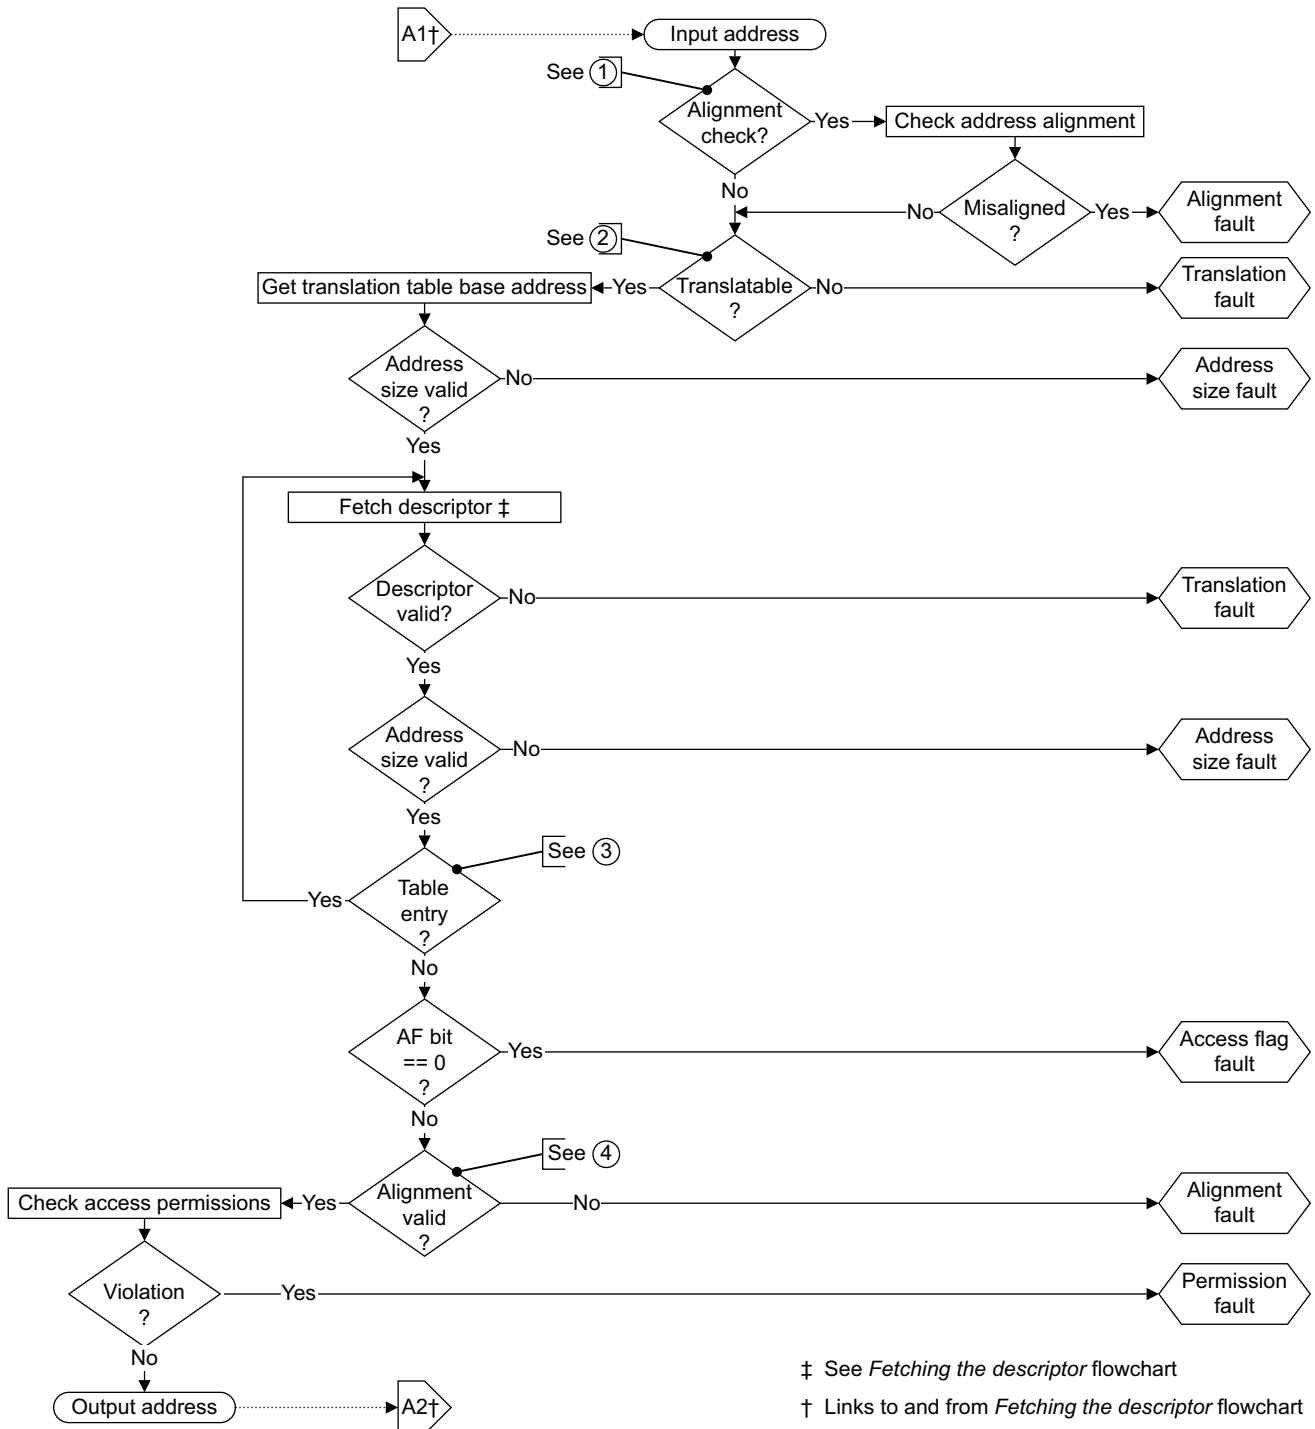 A1†
Input address
See 1
Alignment
check?
Yes
Check address alignment
No
Misaligned
?
No
Yes
Alignment
fault
See 2
Translatable
?
Yes
No
Translation
fault
Get translation table base address
Address
size valid
?
No
Address
size fault
Yes
Fetch descriptor ‡
Descriptor
valid?
No
Translation
fault
Yes
Address
size valid
?
No
Address
size fault
Yes
See 3
Table
entry
?
Yes
No
AF bit
== 0
?
Yes
Access flag
fault
No
See 4
Alignment
valid
?
Yes
No
Alignment
fault
Check access permissions
Violation
?
Yes
Permission
fault
No
Output address
A2†
‡ See Fetching the descriptor flowchart
† Links to and from Fetching the descriptor flowchart